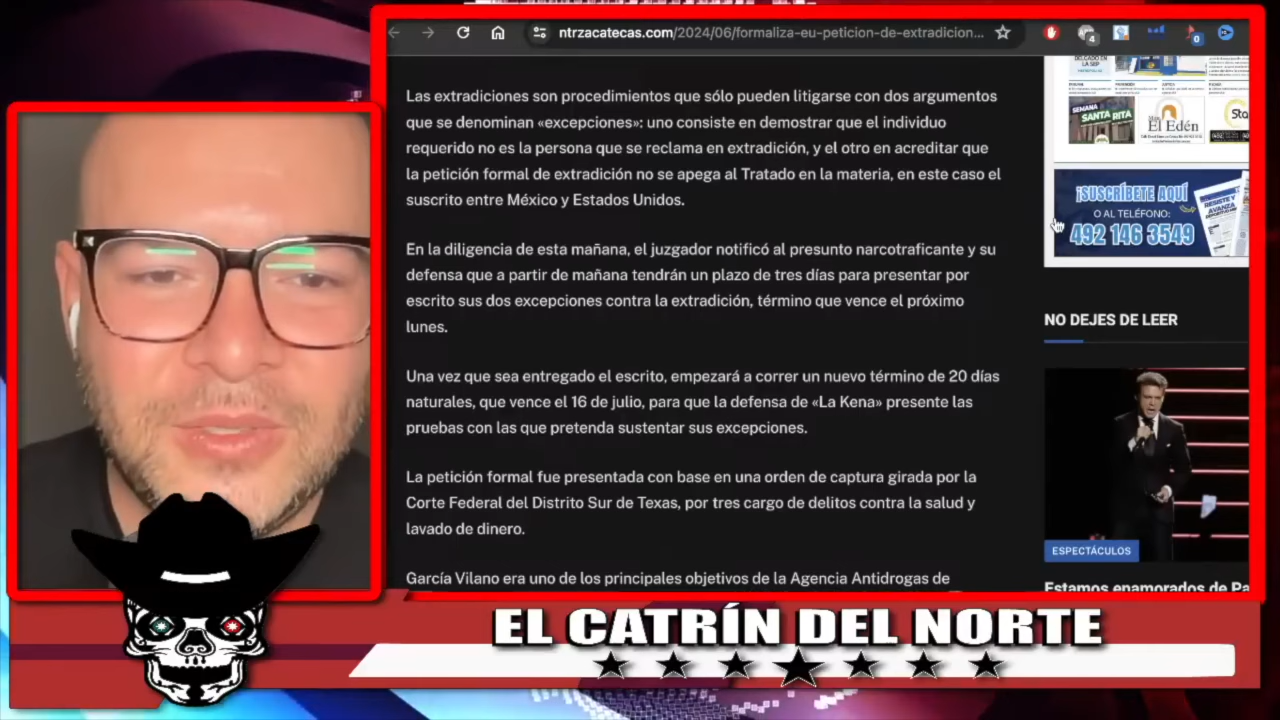 ntrzacatecas.com/2024/06/formaliza-eu-peticion-de-extradicion...
4
0
son procedimientos que sólo pueden litigarse con dos argumentos
que se denominan «excepciones»: uno consiste en demostrar que el individuo
requerido no es la persona que se reclama en extradición, y el otro en acreditar que
la petición formal de extradición no se apega al Tratado en la materia, en este caso el
suscrito entre México y Estados Unidos.
En la diligencia de esta mañana, el juzgador notificó al presunto narcotraficante y su
defensa que a partir de mañana tendrán un plazo de tres días para presentar por
escrito sus dos excepciones contra la extradición, término que vence el próximo
lunes.
Una vez que sea entregado el escrito, empezará a correr un nuevo término de 20 días
naturales, que vence el 16 de julio, para que la defensa de «La Kena» presente las
pruebas con las que pretenda sustentar sus excepciones.
La petición formal fue presentada con base en una orden de captura girada por la
Corte Federal del Distrito Sur de Texas, por tres cargo de delitos contra la salud y
lavado de dinero.
García Vilano era uno de los principales objetivos de la Agencia Antidrogas de
SEMANA
SANTA RITA
El Edén
Sta
¡SUSCRÍBETE AQUÍ
O AL TELÉFONO:
492 146 3549
RESISTE Y
AVANZA
NO DEJES DE LEER
ESPECTÁCULOS
Estamos enamorados de Pa
EL CATRÍN DEL NORTE